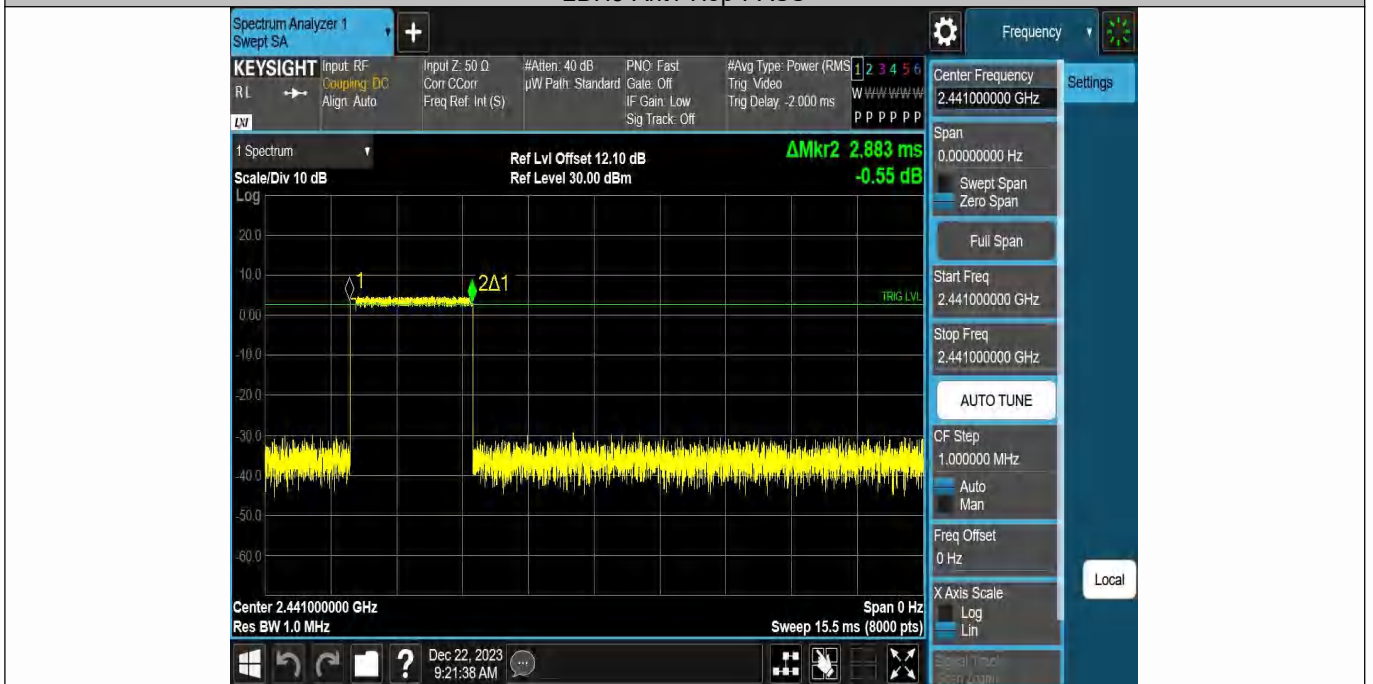 Spectrum Analyzer 1
Swept SA
+
Frequency
KEYSIGHT
RL
LXI
Input: RF
Coupling: DC
Align: Auto
Input Z: 50 Ω
Corr CCorr
Freq Ref: Int (S)
#Atten: 40 dB
µW Path: Standard
PNO: Fast
Gate: Off
IF Gain: Low
Sig Track: Off
#Avg Type: Power (RMS
Trig: Video
Trig Delay: -2.000 ms
1 2 3 4 5 6
W W W W W W
P P P P P P
Center Frequency
2.441000000 GHz
Settings
1 Spectrum
Scale/Div 10 dB
Log
Ref Lvl Offset 12.10 dB
Ref Level 30.00 dBm
ΔMkr2 2.883 ms
-0.55 dB
Span
0.00000000 Hz
Swept Span
Zero Span
Full Span
Start Freq
2.441000000 GHz
Stop Freq
2.441000000 GHz
AUTO TUNE
CF Step
1.000000 MHz
Auto
Man
Freq Offset
0 Hz
X Axis Scale
Log
Lin
Local
20.0
10.0
0.00
-10.0
-20.0
-30.0
-40.0
-50.0
-60.0
1
2Δ1
TRIG LVL
Center 2.441000000 GHz
Res BW 1.0 MHz
Span 0 Hz
Sweep 15.5 ms (8000 pts)
?
Dec 22, 2023
9:21:38 AM